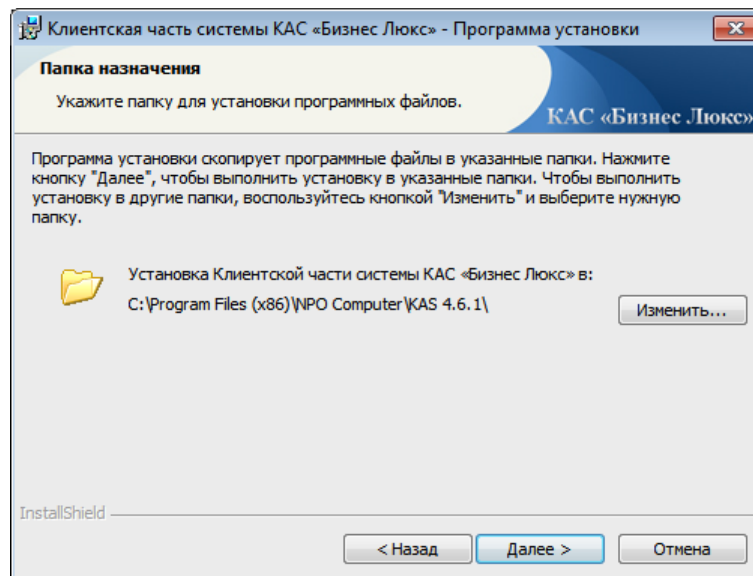 Клиентская часть системы КАС «Бизнес Люкс» - Программа установки
Папка назначения
Укажите папку для установки программных файлов.
КАС «Бизнес Люкс»
Программа установки скопирует программные файлы в указанные папки. Нажмите
кнопку "Далее", чтобы выполнить установку в указанные папки. Чтобы выполнить
установку в другие папки, воспользуйтесь кнопкой "Изменить" и выберите нужную
папку.
Установка Клиентской части системы КАС «Бизнес Люкс» в:
C:\Program Files (x86)\NPO Computer\KAS 4.6.1\
Изменить...
InstallShield
< Назад
Далее >
Отмена